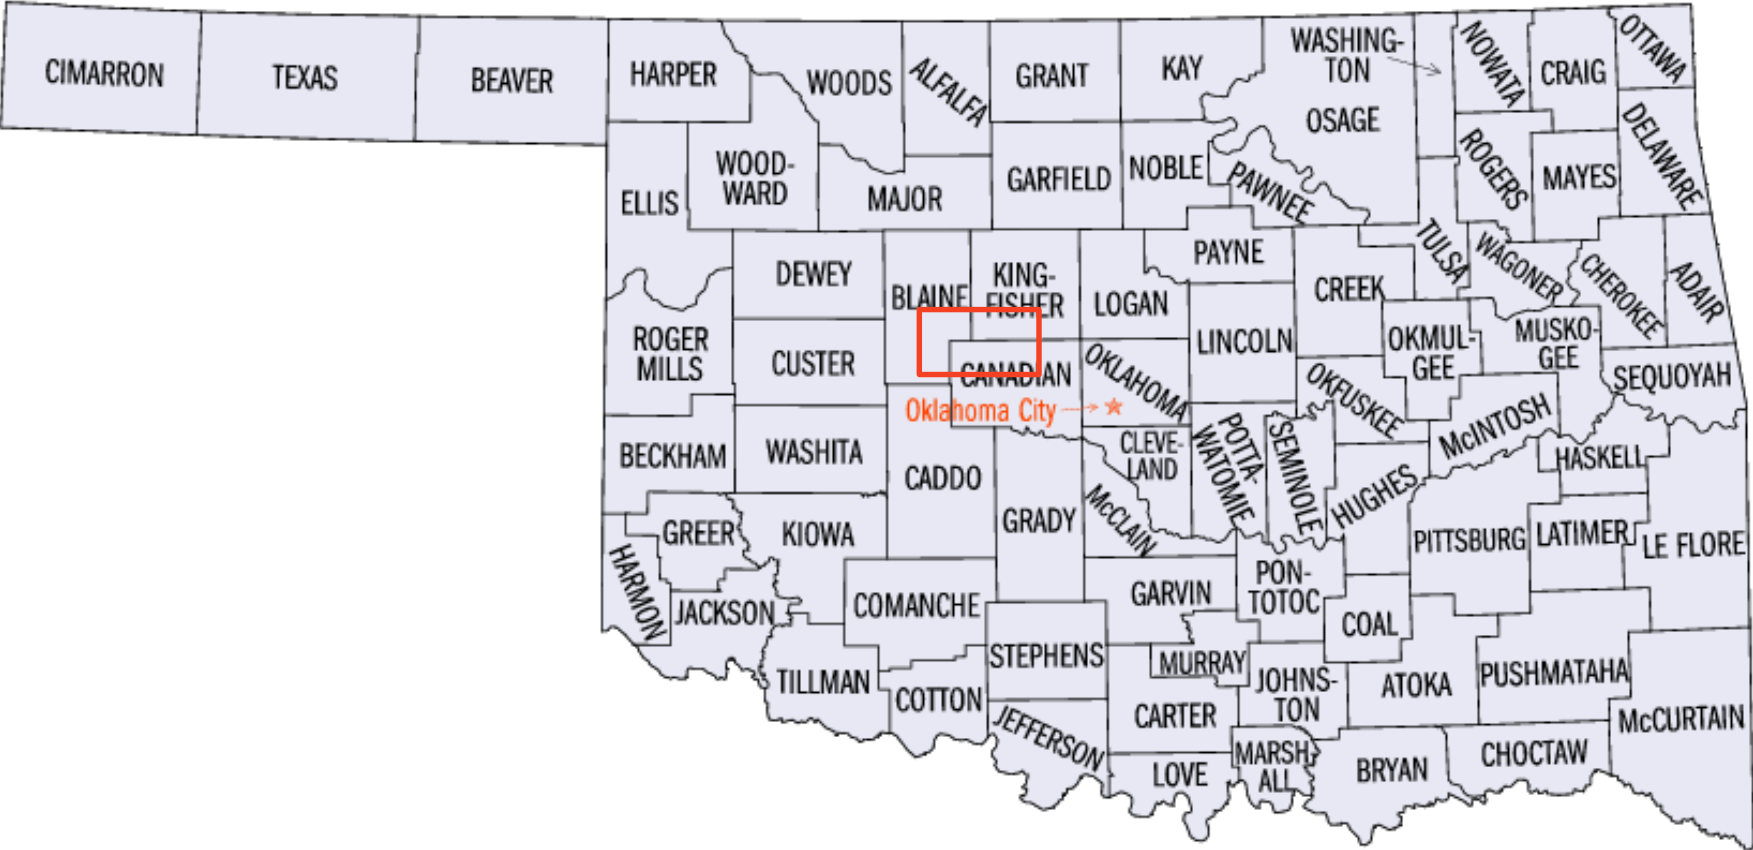 CIMARRON
TEXAS
BEAVER
HARPER
WOODS
ALFALFA
GRANT
KAY
WASHING-
TON
OSAGE
NOWATA
CRAIG
OTTAWA
ELLIS
WOOD-
WARD
MAJOR
GARFIELD
NOBLE
PAWNEE
ROGERS
MAYES
DELAWARE
DEWEY
BLAINE
KING-
FISHER
LOGAN
PAYNE
CREEK
TULSA
WAGONER
CHEROKEE
ADAIR
ROGER
MILLS
CUSTER
CANADIAN
OKLAHOMA
LINCOLN
OKMUL-
GEE
MUSKO-
GEE
SEQUOYAH
Oklahoma City
OKFUSKEE
McINTOSH
BECKHAM
WASHITA
CADDO
GRADY
CLEVE-
LAND
McCLAIN
POTTA-
WATOMIE
SEMINOLE
HUGHES
HASKELL
PITTSBURG
LATIMER
LE FLORE
HARMON
GREER
KIOWA
JACKSON
COMANCHE
GARVIN
PON-
TOTOC
COAL
TILLMAN
COTTON
STEPHENS
MURRAY
JOHNS-
TON
ATOKA
PUSHMATAHA
McCURTAIN
JEFFERSON
CARTER
LOVE
MARSH-
ALL
BRYAN
CHOCTAW